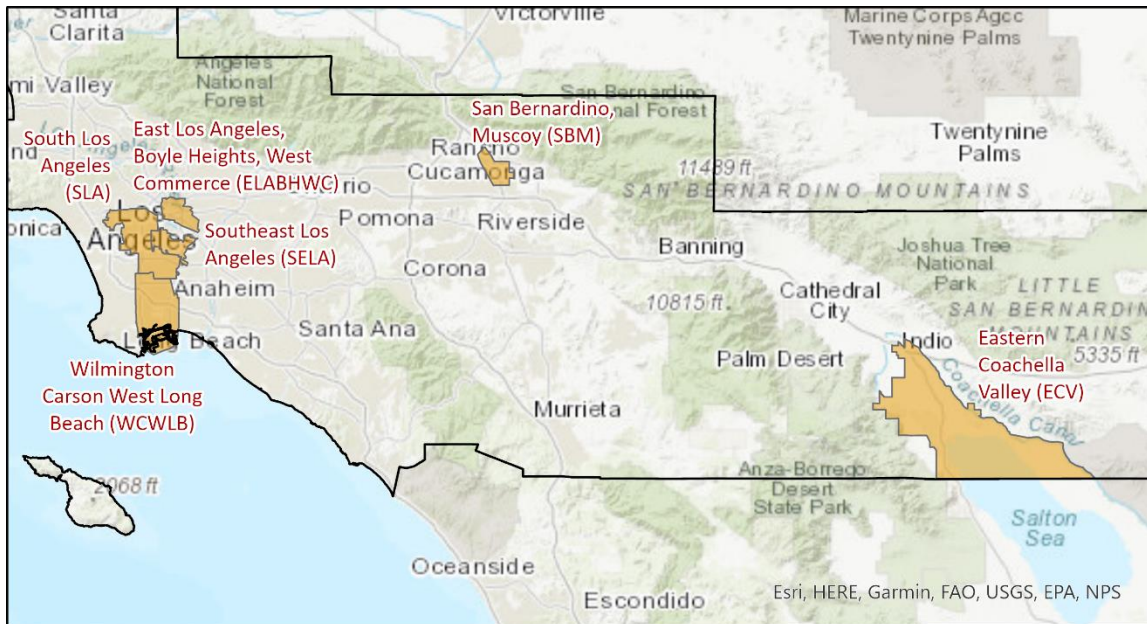 Santa
Clarita
Victorville
Marine Corps Agcc
Twentynine Palms
Angeles
National
Forest
mi Valley
San Bernardino
nal Forest
San Bernardino,
Muscoy (SBM)
South Los
Angeles
(SLA)
East Los Angeles,
Boyle Heights, West
Commerce (ELABHWC)
Rancho
Cucamonga
rio
Twentynine
Palms
11489 ft
SAN BERNARDINO MOUNTAINS
Los
Angeles
onica
Pomona
Riverside
Southeast Los
Angeles (SELA)
Banning
Joshua Tree
National
Park
Corona
LITTLE
SAN BERNARDIN
MOUNTAINS
Anaheim
10815 ft
Cathedral
City
Santa Ana
Beach
Indio
5335 ft
Palm Desert
Eastern
Coachella
Valley (ECV)
Coachella Canal
Wilmington
Carson West Long
Beach (WCWLB)
Murrieta
2068 ft
Anza-Borrego
Desert
State Park
Salton
Sea
Oceanside
Escondido
Esri, HERE, Garmin, FAO, USGS, EPA, NPS